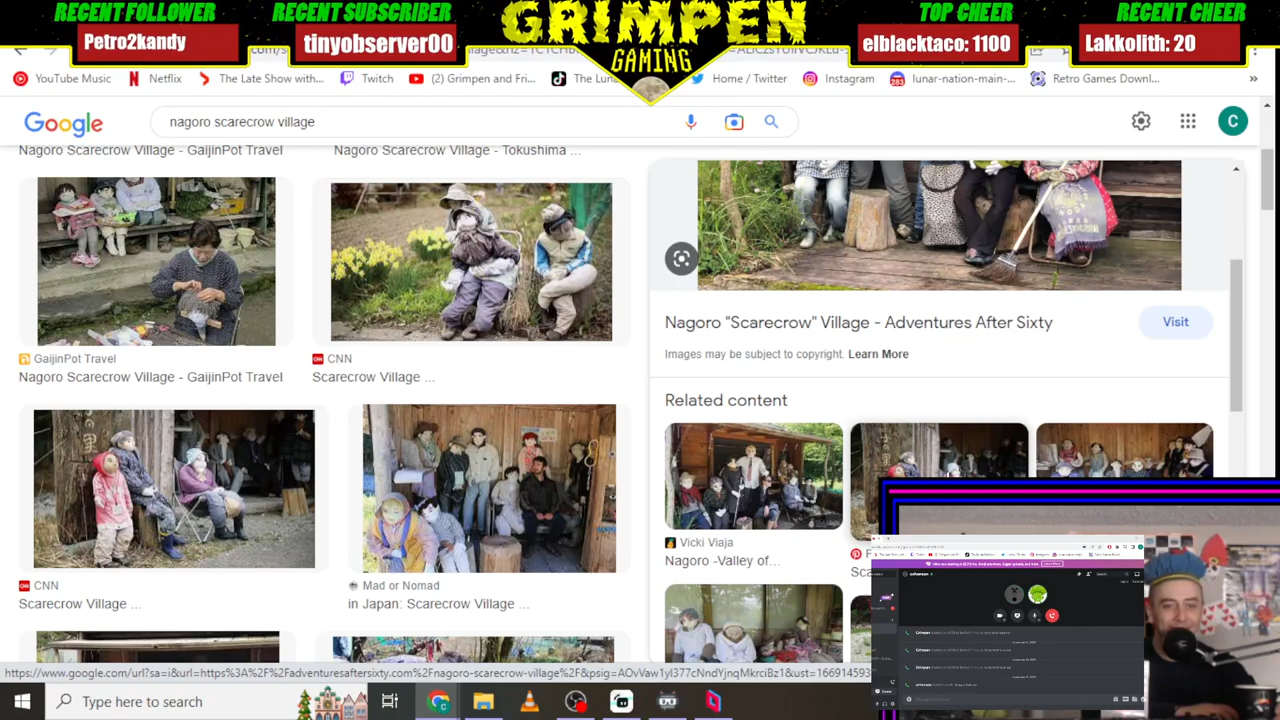 RECENT FOLLOWER
Petro2kandy
RECENT SUBSCRIBER
tinyobserver00
GRIMPEN
GAMING
TOP CHEER
elblacktaco: 1100
RECENT CHEER
Lakkolith: 20
YouTube Music
Netflix
The Late Show with...
Twitch
(2) Grimpen and Fri...
The Lun
Home / Twitter
Instagram
lunar-nation-main-...
Retro Games Downl...
»
Google
nagoro scarecrow village
C
Nagoro Scarecrow Village - GaijinPot Travel
Nagoro Scarecrow Village - Tokushima ...
GaijinPot Travel
Nagoro Scarecrow Village - GaijinPot Travel
CNN
Scarecrow Village ...
CNN
Scarecrow Village ...
Mad or Nomad
in Japan: Scarecrow Village ...
Nagoro "Scarecrow" Village - Adventures After Sixty
Visit
Images may be subject to copyright. Learn More
Related content
Vicki Viaja
Nagoro -Valley of...
Type here to search